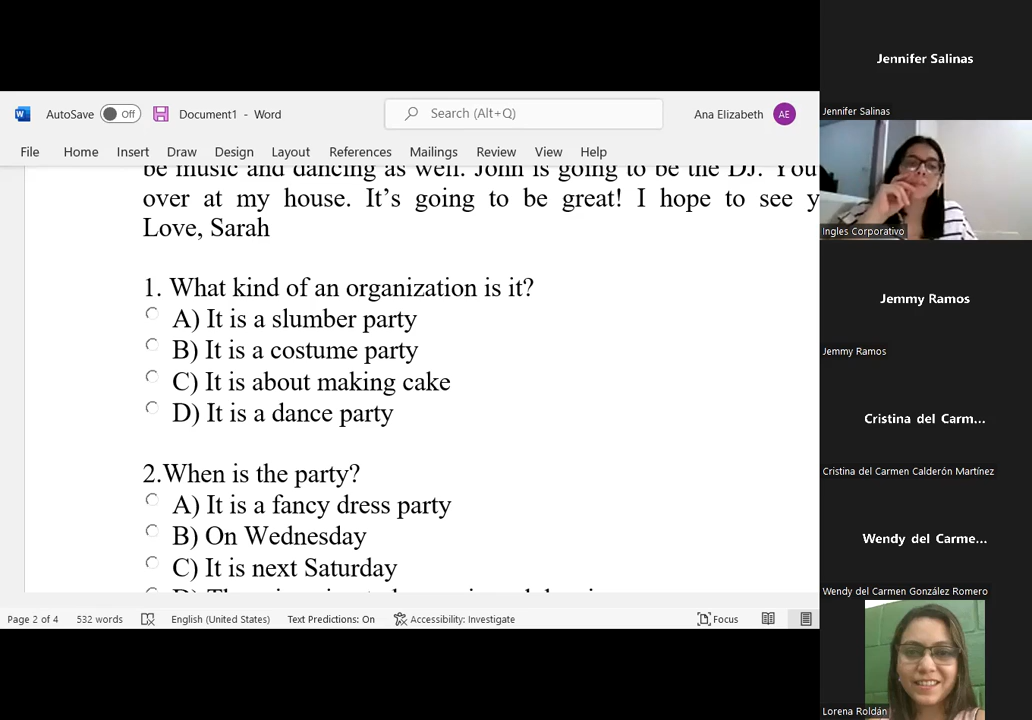 Jennifer Salinas
Jennifer Salinas
AutoSave Off Document1 - Word Search (Alt+Q) Ana Elizabeth AE
File Home Insert Draw Design Layout References Mailings Review View Help
be music and dancing as well. John is going to be the DJ. You
over at my house. It’s going to be great! I hope to see y
Love, Sarah
1. What kind of an organization is it?
A) It is a slumber party
B) It is a costume party
C) It is about making cake
D) It is a dance party
2.When is the party?
A) It is a fancy dress party
B) On Wednesday
C) It is next Saturday
Page 2 of 4 532 words English (United States) Text Predictions: On Accessibility: Investigate Focus
Ingles Corporativo
Jemmy Ramos
Jemmy Ramos
Cristina del Carm...
Cristina del Carmen Calderón Martínez
Wendy del Carme...
Wendy del Carmen González Romero
Lorena Roldán